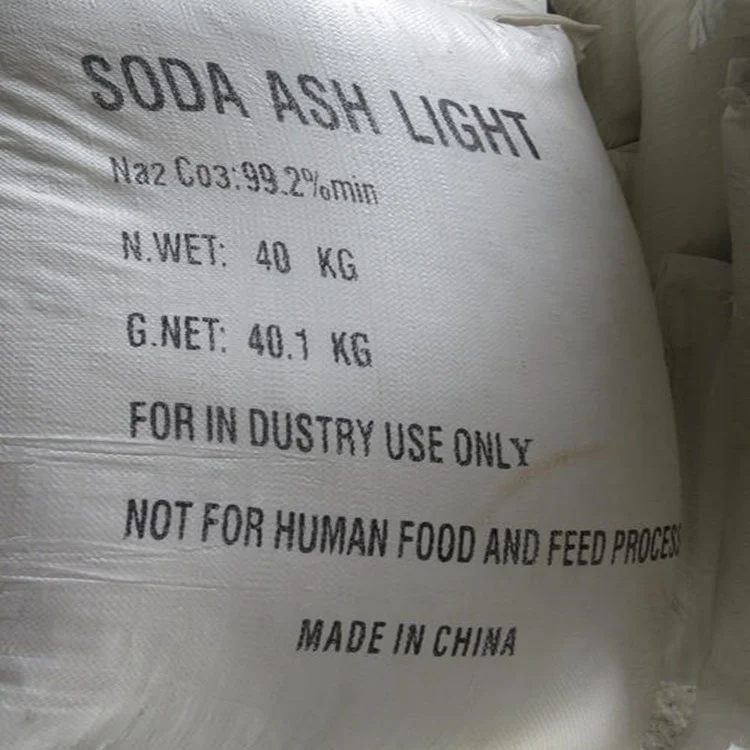 SODA ASH LIGHT
Na2 Co3:99.2%min
N.WET: 40 KG
G.NET: 40.1 KG
FOR IN DUSTRY USE ONLY
NOT FOR HUMAN FOOD AND FEED PROCESS
MADE IN CHINA